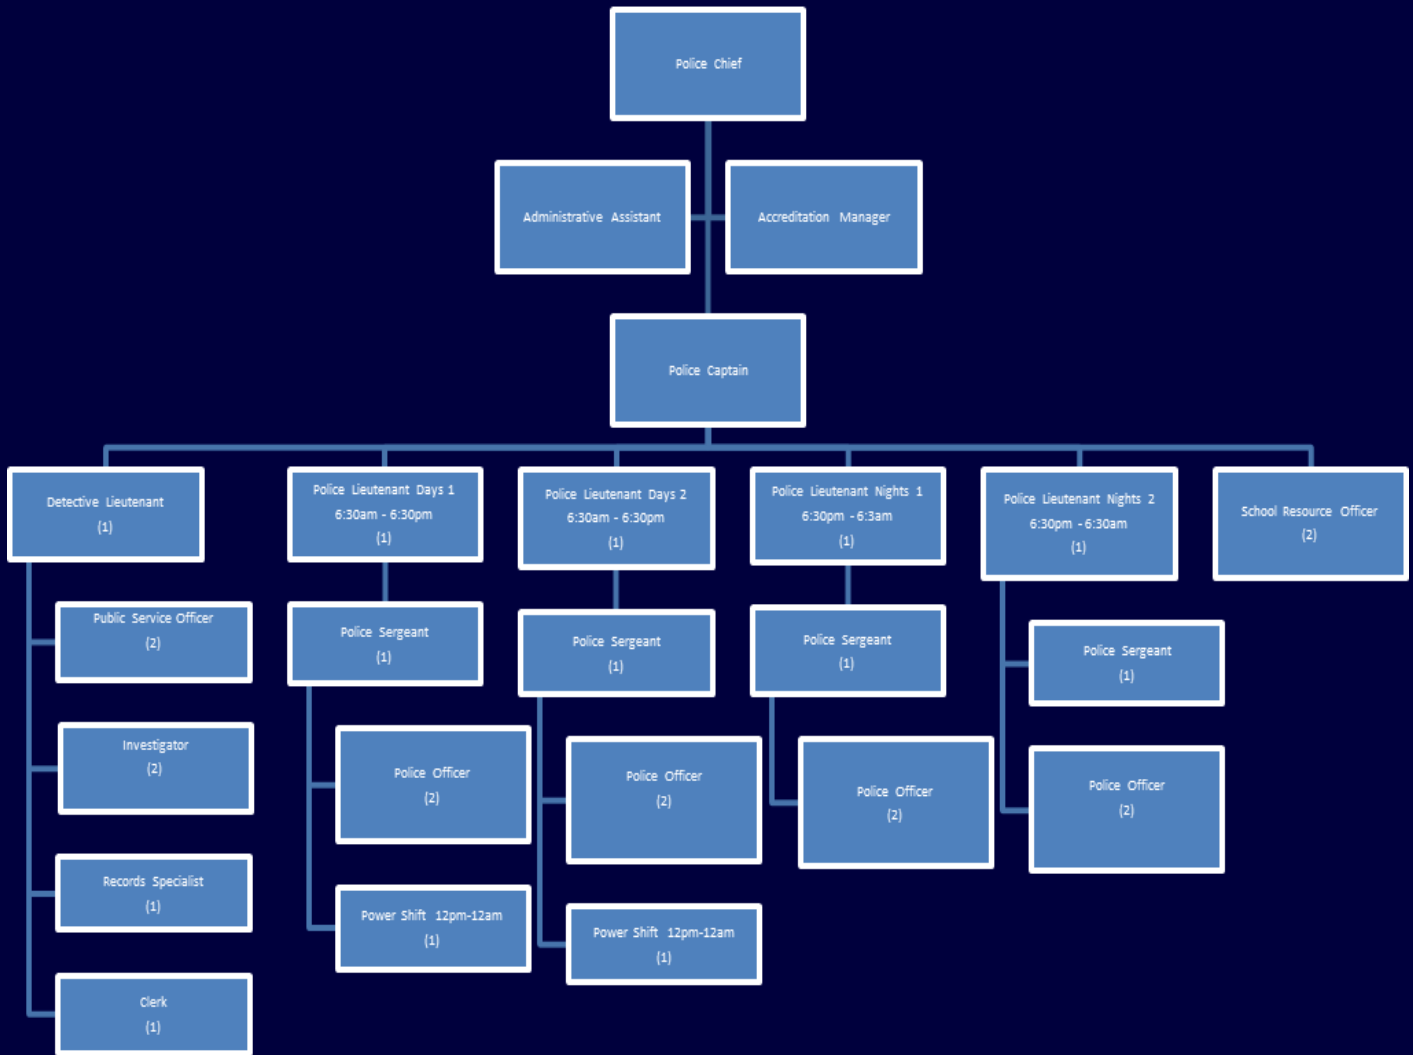 Police Chief
Administrative Assistant
Accreditation Manager
Police Captain
Detective Lieutenant
(1)
Police Lieutenant Days 1
6:30am - 6:30pm
(1)
Police Lieutenant Days 2
6:30am - 6:30pm
(1)
Police Lieutenant Nights 1
6:30pm - 6:3am
(1)
Police Lieutenant Nights 2
6:30pm - 6:30am
(1)
School Resource Officer
(2)
Public Service Officer
(2)
Investigator
(2)
Records Specialist
(1)
Clerk
(1)
Police Sergeant
(1)
Police Officer
(2)
Power Shift 12pm-12am
(1)
Police Sergeant
(1)
Police Officer
(2)
Power Shift 12pm-12am
(1)
Police Sergeant
(1)
Police Officer
(2)
Police Sergeant
(1)
Police Officer
(2)